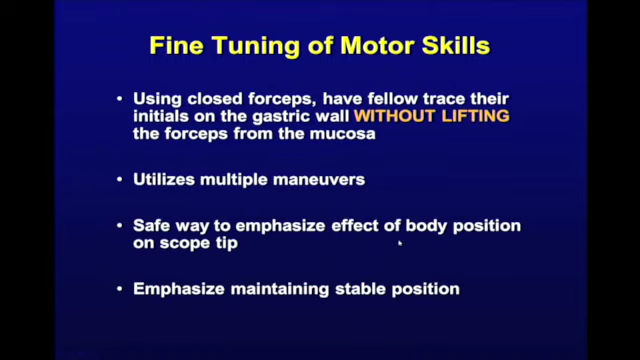 Fine Tuning of Motor Skills
• Using closed forceps, have fellow trace their
initials on the gastric wall WITHOUT LIFTING
the forceps from the mucosa
• Utilizes multiple maneuvers
• Safe way to emphasize effect of body position
on scope tip
• Emphasize maintaining stable position